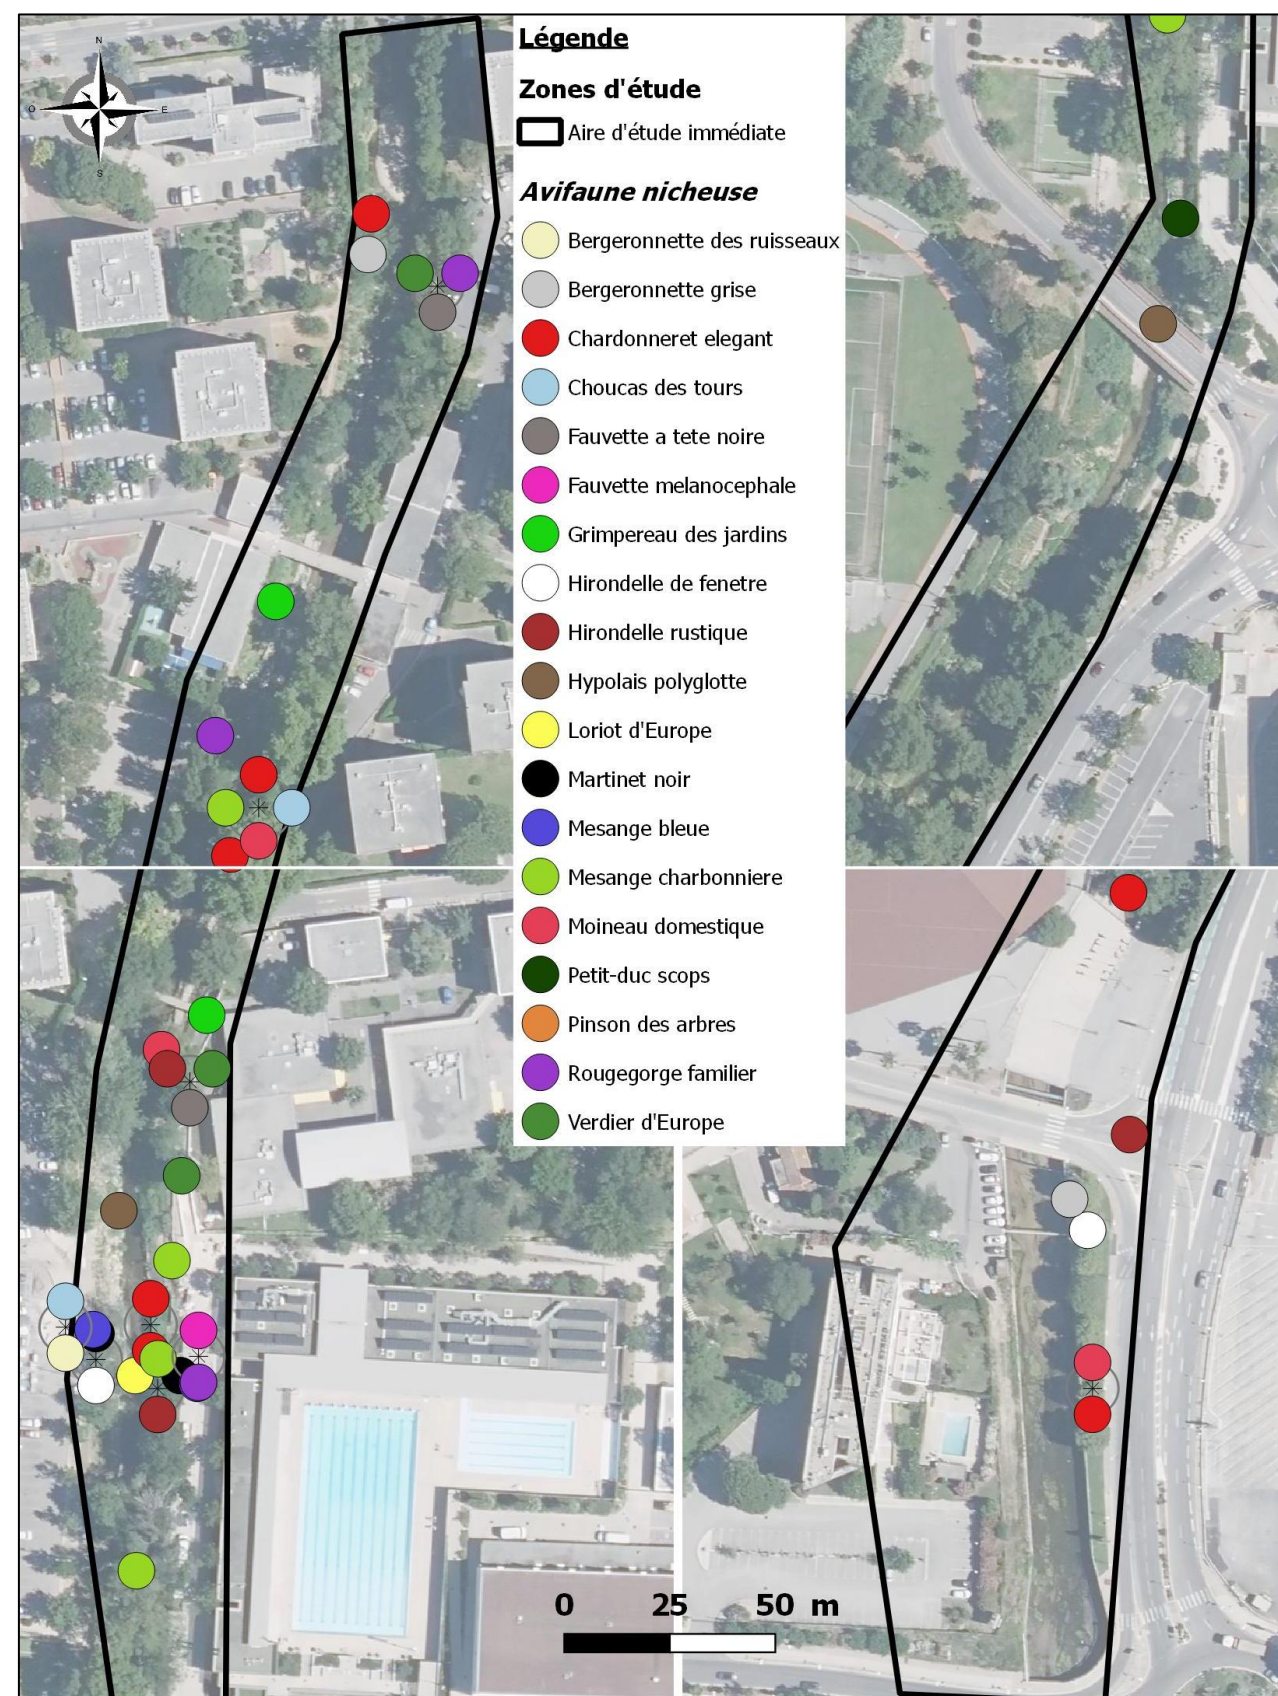 N
O
E
S
Légende
Zones d'étude
Aire d'étude immédiate
Avifaune nicheuse
Bergeronnette des ruisseaux
Bergeronnette grise
Chardonneret elegant
Choucas des tours
Fauvette a tete noire
Fauvette melanocephale
Grimpereau des jardins
Hirondelle de fenetre
Hirondelle rustique
Hypolais polyglotte
Loriot d'Europe
Martinet noir
Mesange bleue
Mesange charbonniere
Moineau domestique
Petit-duc scops
Pinson des arbres
Rougegorge familier
Verdier d'Europe
0 25 50 m